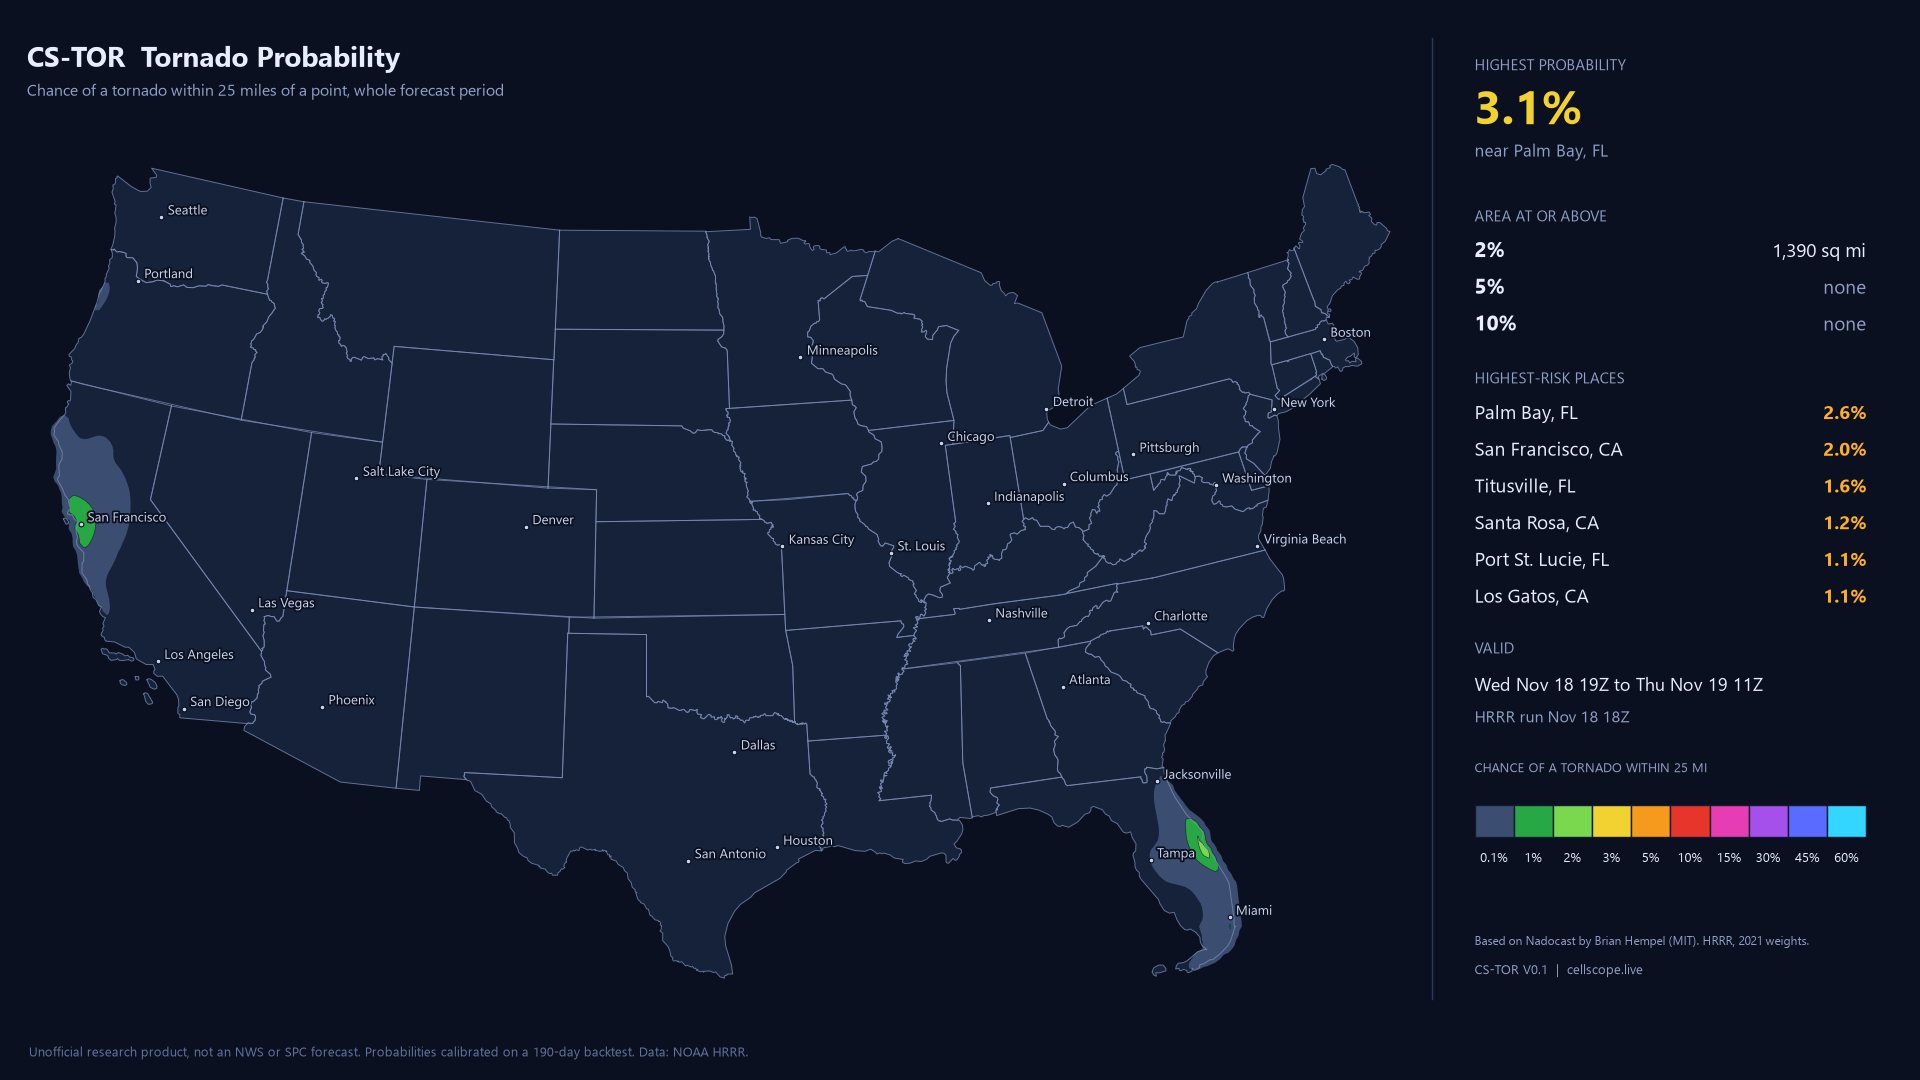 CS-TOR  Tornado Probability
Chance of a tornado within 25 miles of a point, whole forecast period
Seattle
Portland
Minneapolis
Boston
Detroit
New York
Chicago
Pittsburgh
Salt Lake City
Columbus
Washington
Indianapolis
San Francisco
Denver
Kansas City
St. Louis
Virginia Beach
Las Vegas
Nashville
Charlotte
Los Angeles
Atlanta
San Diego
Phoenix
Dallas
Jacksonville
Houston
San Antonio
Tampa
Miami
HIGHEST PROBABILITY
3.1%
near Palm Bay, FL
AREA AT OR ABOVE
2% 1,390 sq mi
5% none
10% none
HIGHEST-RISK PLACES
Palm Bay, FL 2.6%
San Francisco, CA 2.0%
Titusville, FL 1.6%
Santa Rosa, CA 1.2%
Port St. Lucie, FL 1.1%
Los Gatos, CA 1.1%
VALID
Wed Nov 18 19Z to Thu Nov 19 11Z
HRRR run Nov 18 18Z
CHANCE OF A TORNADO WITHIN 25 MI
0.1% 1% 2% 3% 5% 10% 15% 30% 45% 60%
Based on Nadocast by Brian Hempel (MIT). HRRR, 2021 weights.
CS-TOR V0.1 | cellscope.live
Unofficial research product, not an NWS or SPC forecast. Probabilities calibrated on a 190-day backtest. Data: NOAA HRRR.